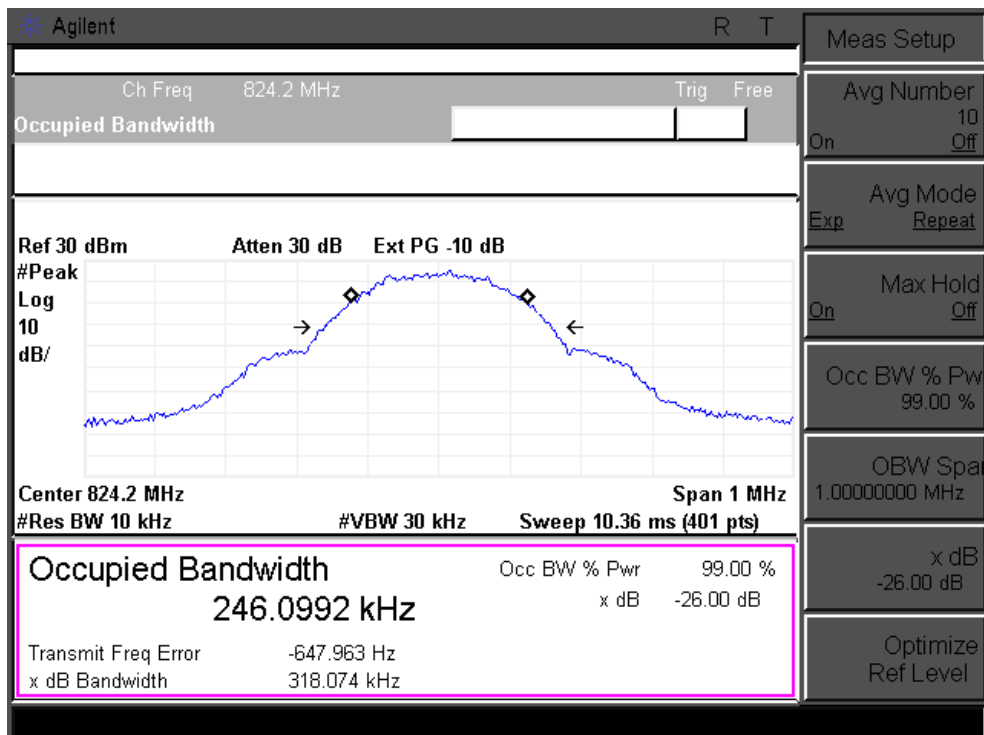 Agilent R T
Ch Freq 824.2 MHz Trig Free
Occupied Bandwidth
Ref 30 dBm Atten 30 dB Ext PG -10 dB
#Peak
Log
10
dB/
Center 824.2 MHz Span 1 MHz
#Res BW 10 kHz #VBW 30 kHz Sweep 10.36 ms (401 pts)
Occupied Bandwidth Occ BW % Pwr 99.00 %
246.0992 kHz x dB -26.00 dB
Transmit Freq Error -647.963 Hz
x dB Bandwidth 318.074 kHz
Meas Setup
Avg Number
10
On Off
Avg Mode
Exp Repeat
Max Hold
On Off
Occ BW % Pw
99.00 %
OBW Spa
1.00000000 MHz
x dB
-26.00 dB
Optimize
Ref Level